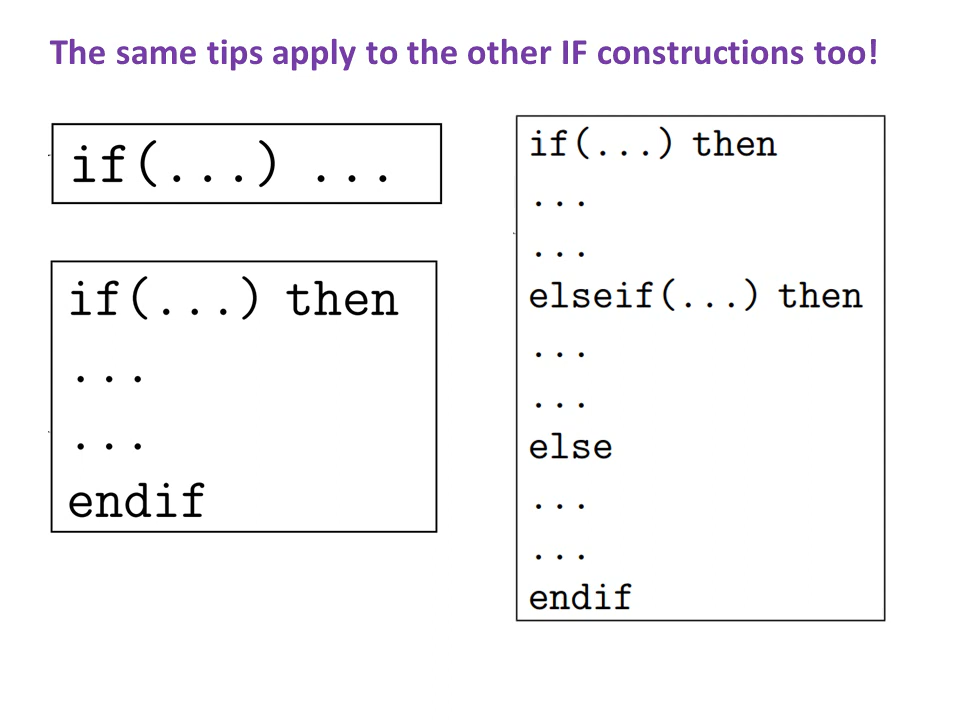 The same tips apply to the other IF constructions too!
if(...) ...
if(...) then
...
...
endif
if(...) then
...
...
elseif(...) then
...
...
else
...
...
endif